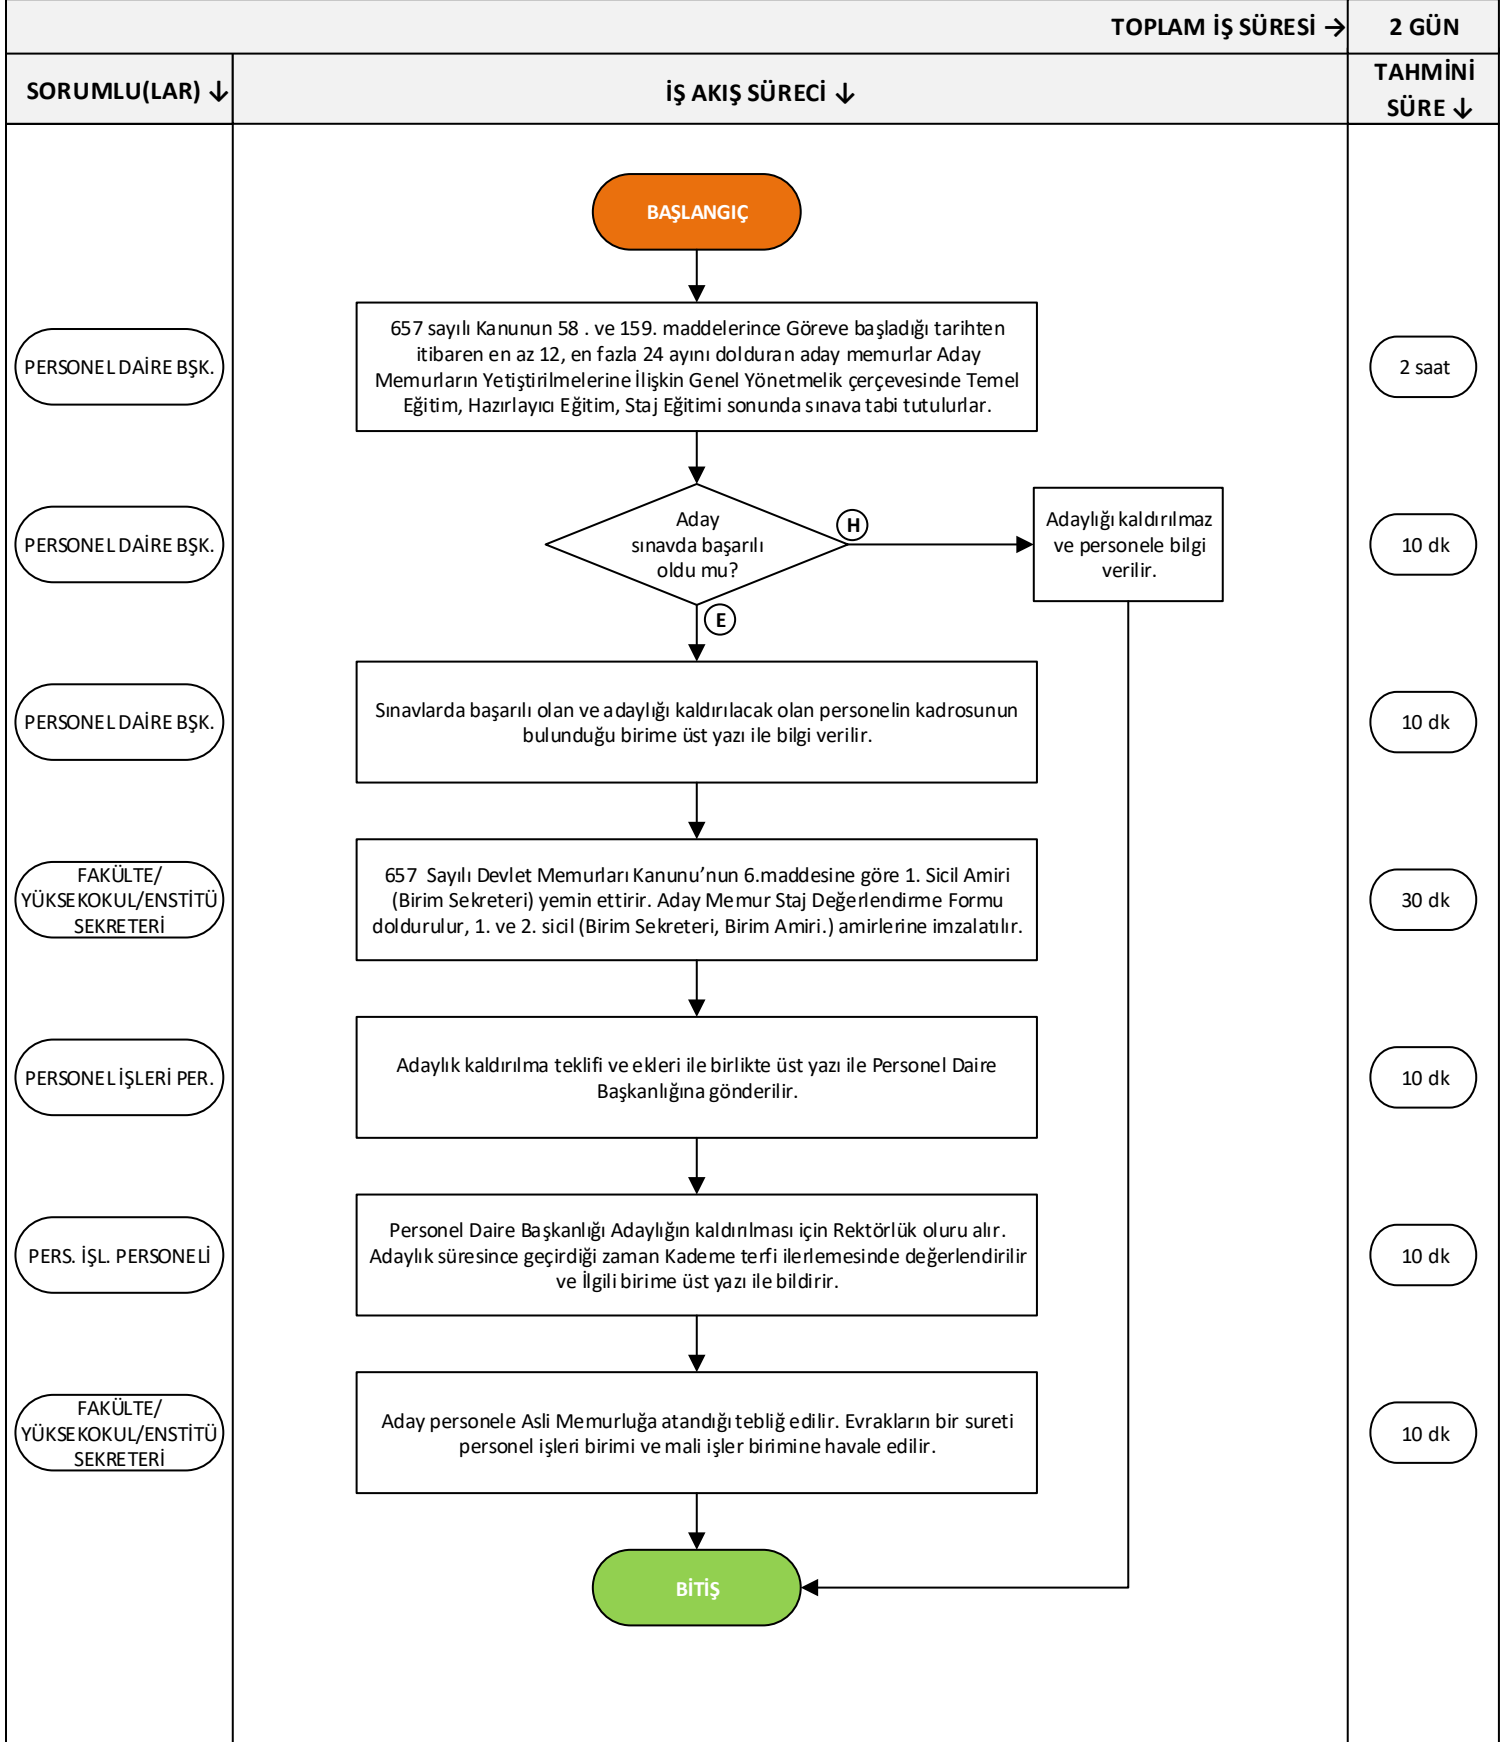 TOPLAM İŞ SÜRESİ → 2 GÜN
SORUMLU(LAR) ↓
İŞ AKIŞ SÜRECİ ↓
TAHMİNİ
SÜRE ↓
BAŞLANGIÇ
PERSONEL DAİRE BŞK.
657 sayılı Kanunun 58 . ve 159. maddelerince Göreve başladığı tarihten
itibaren en az 12, en fazla 24 ayını dolduran aday memurlar Aday
Memurların Yetiştirilmelerine İlişkin Genel Yönetmelik çerçevesinde Temel
Eğitim, Hazırlayıcı Eğitim, Staj Eğitimi sonunda sınava tabi tutulurlar.
2 saat
PERSONEL DAİRE BŞK.
Aday
sınavda başarılı
oldu mu?
H
E
Adaylığı kaldırılmaz
ve personele bilgi
verilir.
10 dk
PERSONEL DAİRE BŞK.
Sınavlarda başarılı olan ve adaylığı kaldırılacak olan personelin kadrosunun
bulunduğu birime üst yazı ile bilgi verilir.
10 dk
FAKÜLTE/
YÜKSEKOKUL/ENSTİTÜ
SEKRETERİ
657 Sayılı Devlet Memurları Kanunu’nun 6.maddesine göre 1. Sicil Amiri
(Birim Sekreteri) yemin ettirir. Aday Memur Staj Değerlendirme Formu
doldurulur, 1. ve 2. sicil (Birim Sekreteri, Birim Amiri.) amirlerine imzalatılır.
30 dk
PERSONEL İŞLERİ PER.
Adaylık kaldırılma teklifi ve ekleri ile birlikte üst yazı ile Personel Daire
Başkanlığına gönderilir.
10 dk
PERS. İŞL. PERSONELİ
Personel Daire Başkanlığı Adaylığın kaldırılması için Rektörlük oluru alır.
Adaylık süresince geçirdiği zaman Kademe terfi ilerlemesinde değerlendirilir
ve İlgili birime üst yazı ile bildirir.
10 dk
FAKÜLTE/
YÜKSEKOKUL/ENSTİTÜ
SEKRETERİ
Aday personele Asli Memurluğa atandığı tebliğ edilir. Evrakların bir sureti
personel işleri birimi ve mali işler birimine havale edilir.
10 dk
BİTİŞ